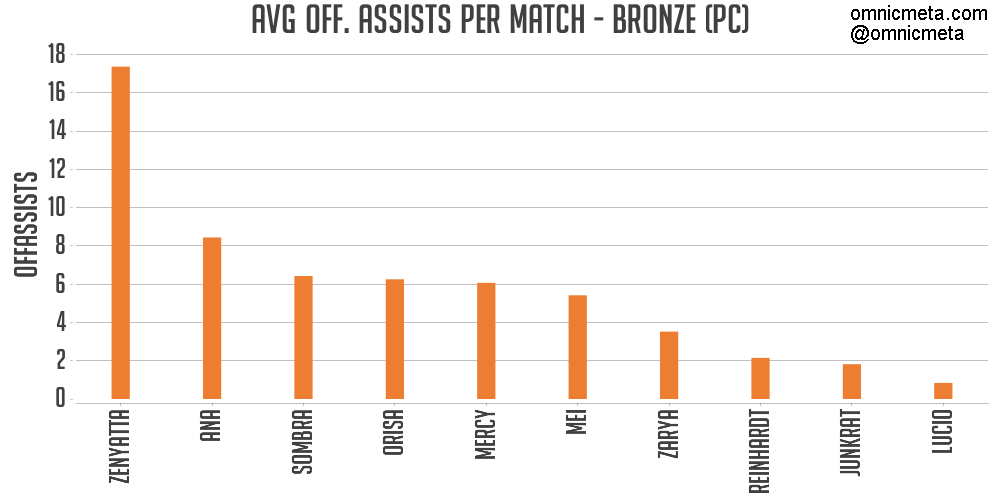 AVG OFF. ASSISTS PER MATCH - BRONZE (PC)
omnicmeta.com
@omnicmeta
OFFASSISTS
18
16
14
12
10
8
6
4
2
0
ZENYATTA
ANA
SOMBRA
ORISA
MERCY
MEI
ZARYA
REINHARDT
JUNKRAT
LUCIO